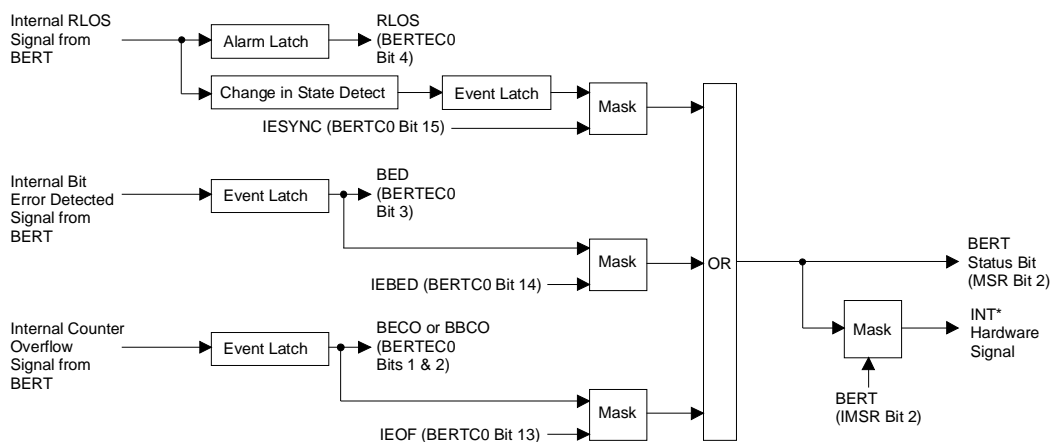 Internal RLOS
Signal from
BERT
Alarm Latch
RLOS
(BERTEC0
Bit 4)
Change in State Detect
Event Latch
Mask
IESYNC (BERTC0 Bit 15)
Internal Bit
Error Detected
Signal from
BERT
Event Latch
BED
(BERTEC0
Bit 3)
Mask
IEBED (BERTC0 Bit 14)
OR
BERT
Status Bit
(MSR Bit 2)
Mask
INT*
Hardware
Signal
BERT
(IMSR Bit 2)
Internal Counter
Overflow
Signal from
BERT
Event Latch
BECO or BBCO
(BERTEC0
Bits 1 & 2)
Mask
IEOF (BERTC0 Bit 13)